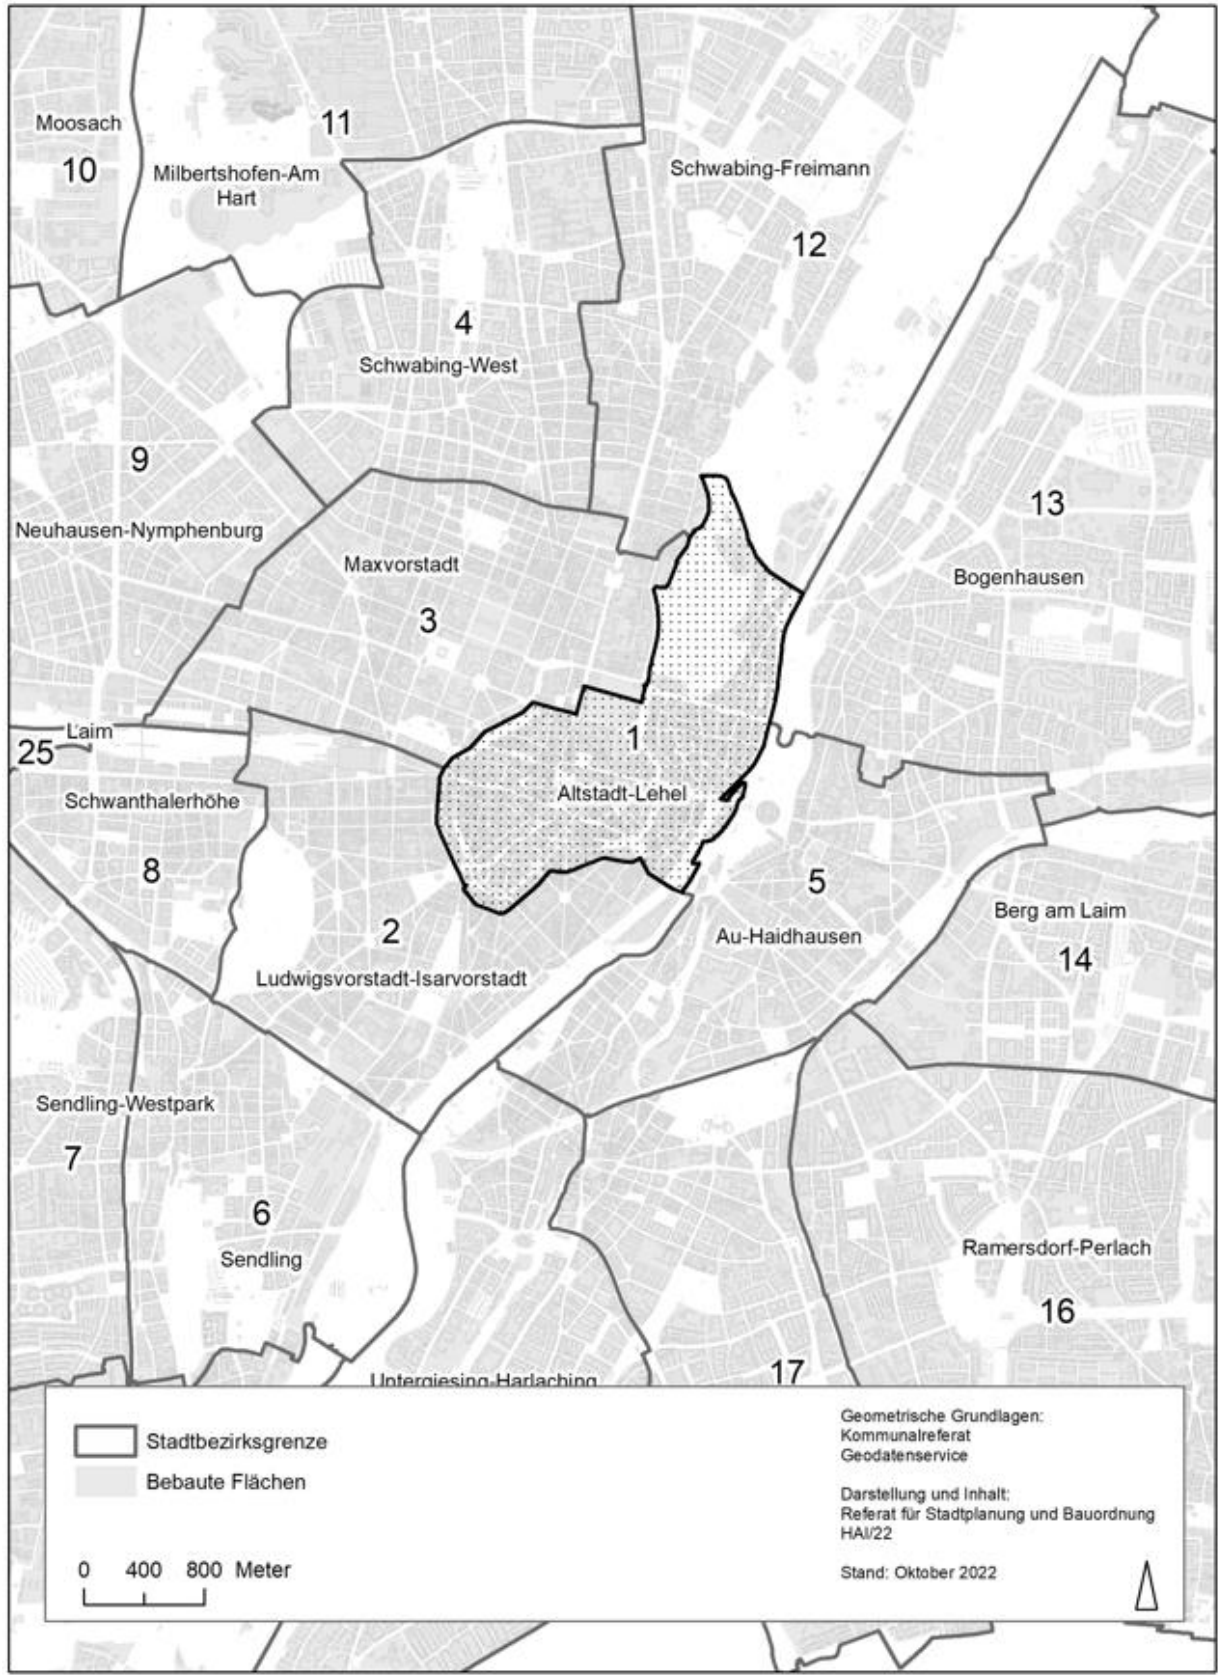 Moosach
10
11
Milbertshofen-Am
Hart
Schwabing-Freimann
12
4
Schwabing-West
9
Neuhausen-Nymphenburg
13
Bogenhausen
Maxvorstadt
3
Laim
25
1
Altstadt-Lehel
Schwanthalerhöhe
8
2
Ludwigsvorstadt-Isarvorstadt
5
Au-Haidhausen
Berg am Laim
14
Sendling-Westpark
7
6
Sendling
Ramersdorf-Perlach
16
17
Untergiesing-Harlaching
Stadtbezirksgrenze
Bebaute Flächen
0 400 800 Meter
Geometrische Grundlagen:
Kommunalreferat
Geodatenservice
Darstellung und Inhalt:
Referat für Stadtplanung und Bauordnung
HAI/22
Stand: Oktober 2022